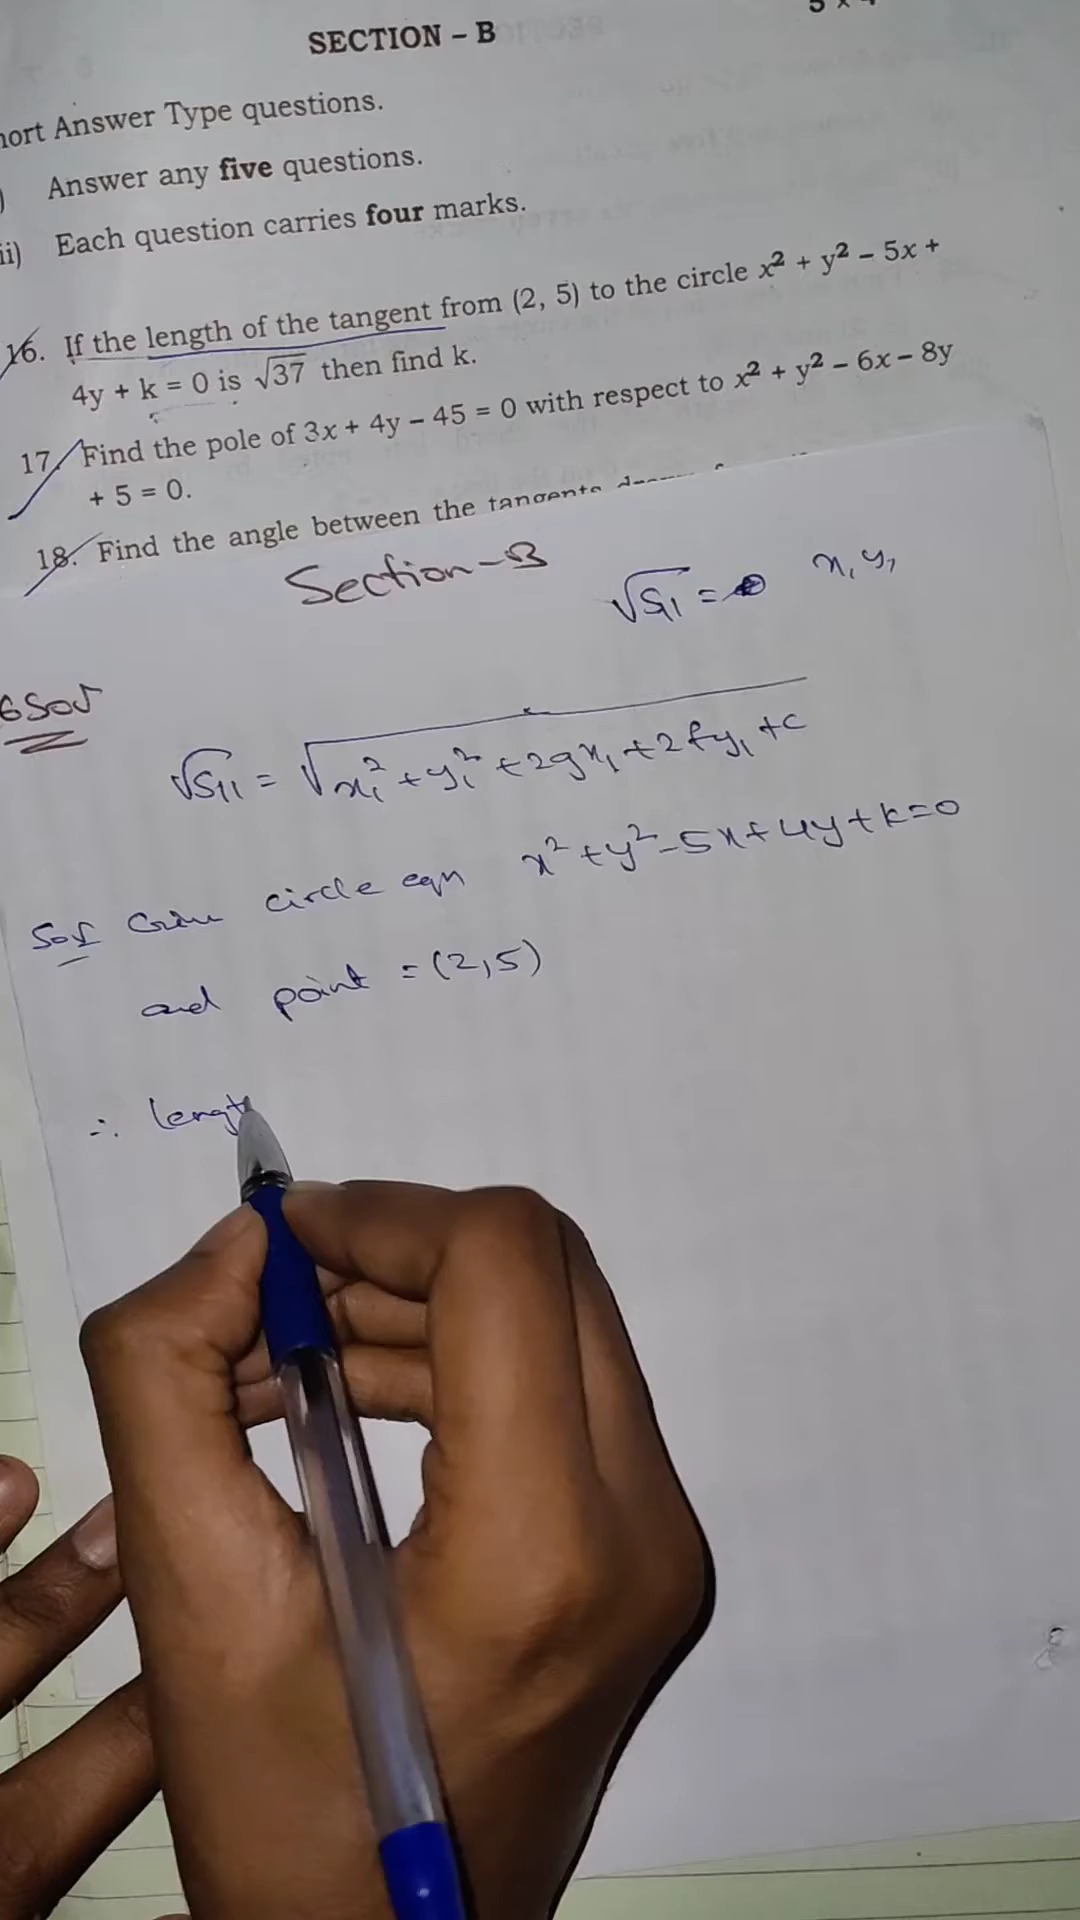 SECTION – B
ort Answer Type questions.
Answer any five questions.
ii) Each question carries four marks.
16. If the length of the tangent from (2, 5) to the circle x² + y² – 5x +
4y + k = 0 is √37 then find k.
17. Find the pole of 3x + 4y – 45 = 0 with respect to x² + y² – 6x – 8y
+ 5 = 0.
18. Find the angle between the tangents
Section-B
√S11 = x1 y1
√S11 = √x1² + y1² + 2gx1 + 2fy1 + c
Sol Given circle eqn x² + y² - 5x + 4y + k = 0
and point = (2,5)
∴ lengt